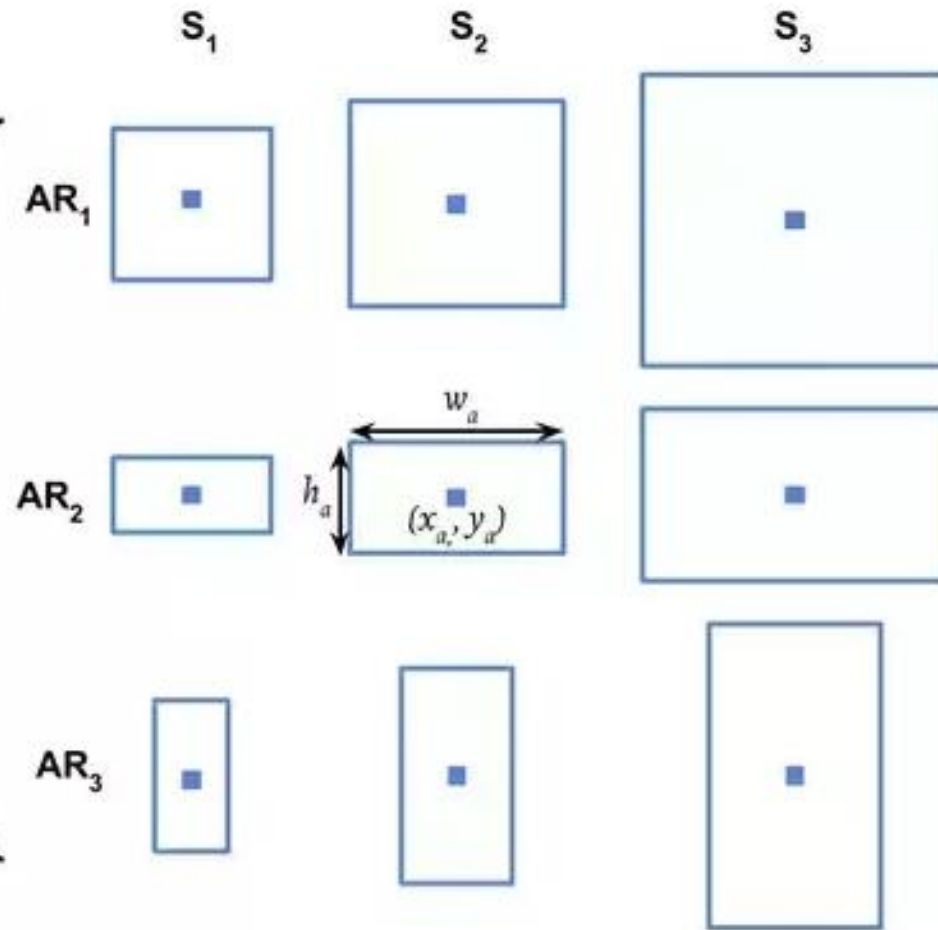 S₁ S₂ S₃
AR₁
wₐ
AR₂
hₐ
(xₐ,, yₐ)
AR₃